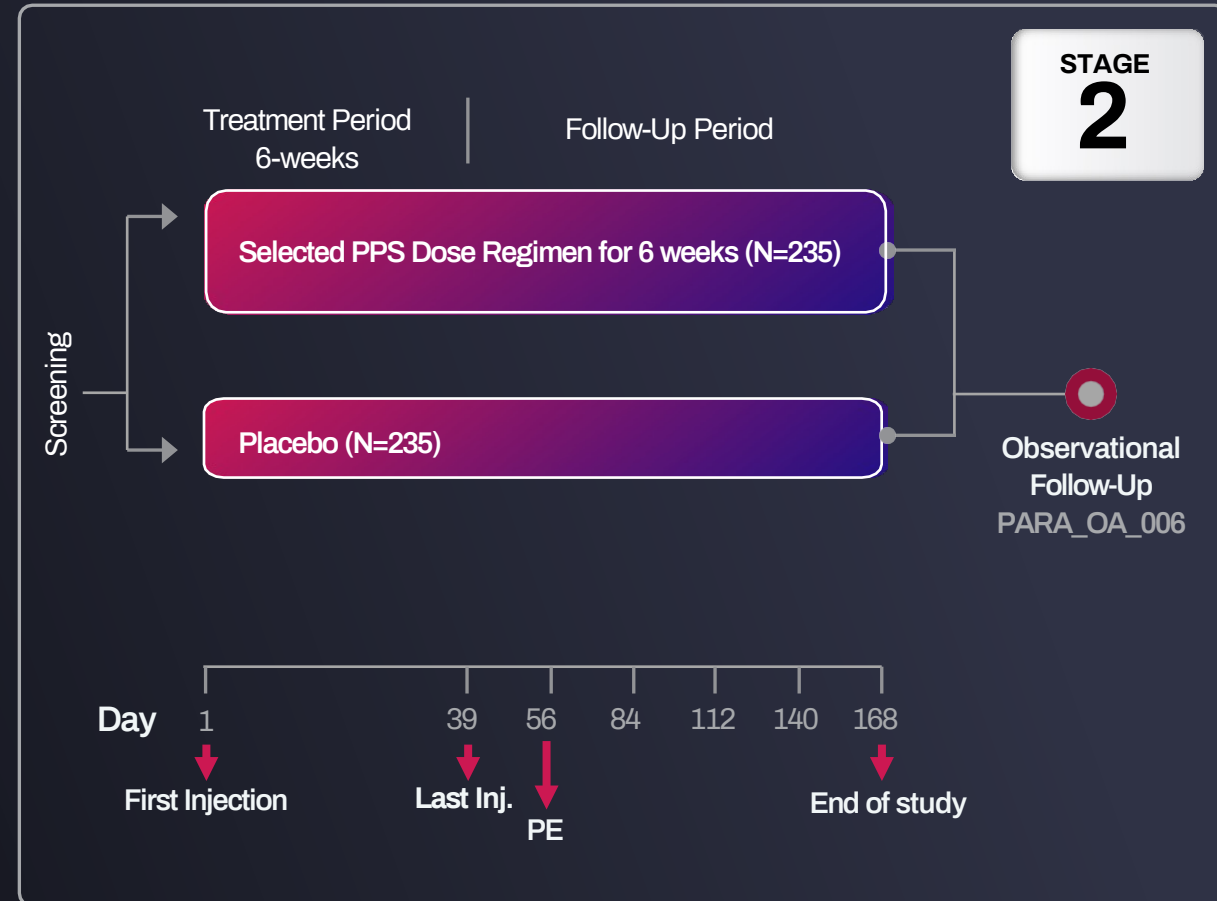 STAGE
2
Treatment Period
6-weeks
Follow-Up Period
Selected PPS Dose Regimen for 6 weeks (N=235)
Screening
Placebo (N=235)
Observational
Follow-Up
PARA_OA_006
Day 1 39 56 84 112 140 168
First Injection
Last Inj.
PE
End of study